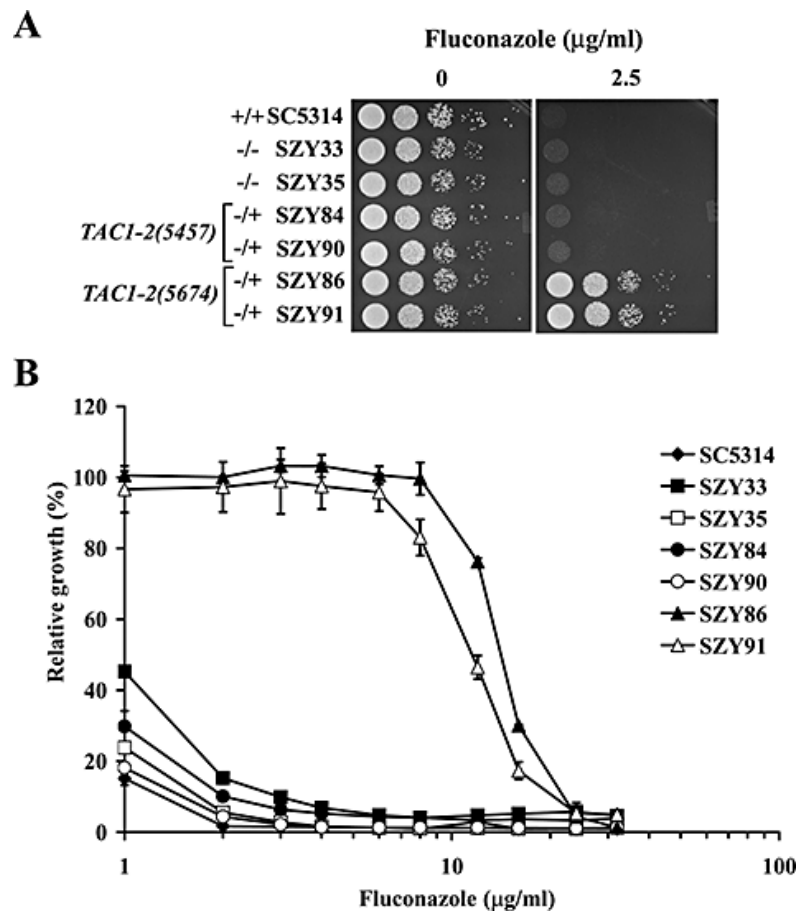 A
Fluconazole (µg/ml)
0 2.5
+/+ SC5314
-/- SZY33
-/- SZY35
TAC1-2(5457)
-/+ SZY84
-/+ SZY90
TAC1-2(5674)
-/+ SZY86
-/+ SZY91
B
Relative growth (%)
120
100
80
60
40
20
0
1 10 100
Fluconazole (µg/ml)
SC5314
SZY33
SZY35
SZY84
SZY90
SZY86
SZY91